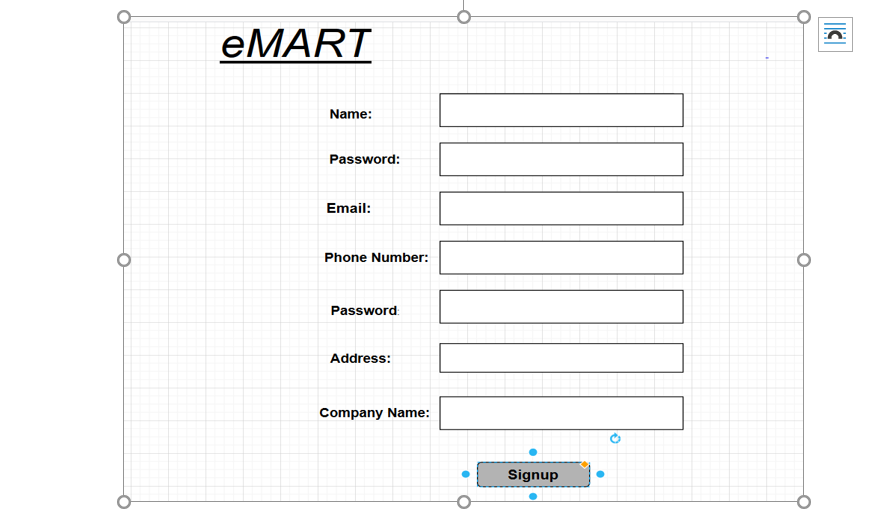 eMART
Name:
Password:
Email:
Phone Number:
Password:
Address:
Company Name:
Signup